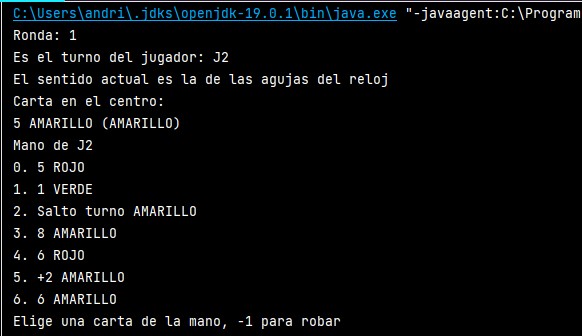 C:\Users\andri\.jdks\openjdk-19.0.1\bin\java.exe "-javaagent:C:\Program
Ronda: 1
Es el turno del jugador: J2
El sentido actual es la de las agujas del reloj
Carta en el centro:
5 AMARILLO (AMARILLO)
Mano de J2
0. 5 ROJO
1. 1 VERDE
2. Salto turno AMARILLO
3. 8 AMARILLO
4. 6 ROJO
5. +2 AMARILLO
6. 6 AMARILLO
Elige una carta de la mano, -1 para robar